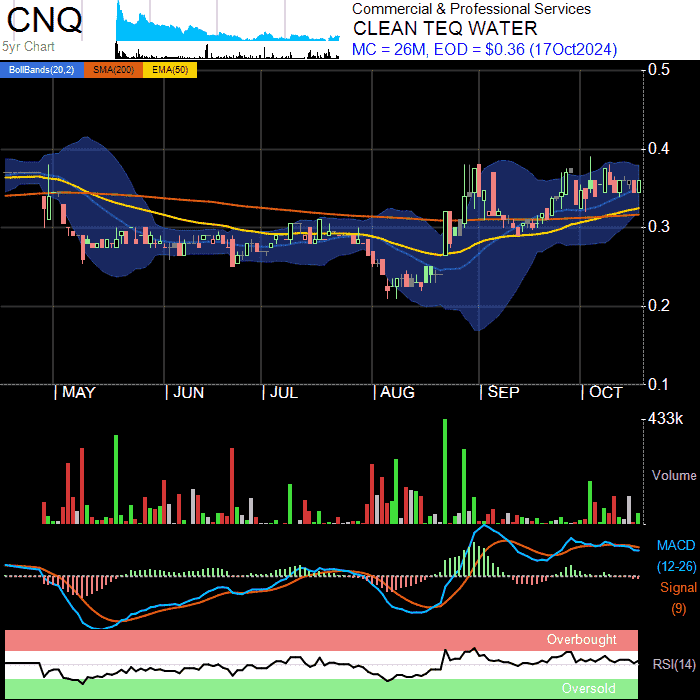 CNQ
5yr Chart
Commercial & Professional Services
CLEAN TEQ WATER
MC = 26M, EOD = $0.36 (17Oct2024)
BollBands(20,2) SMA(200) EMA(50)
0.5
0.4
0.3
0.2
0.1
MAY JUN JUL AUG SEP OCT
433k
Volume
MACD
(12-26)
Signal
(9)
Overbought
RSI(14)
Oversold